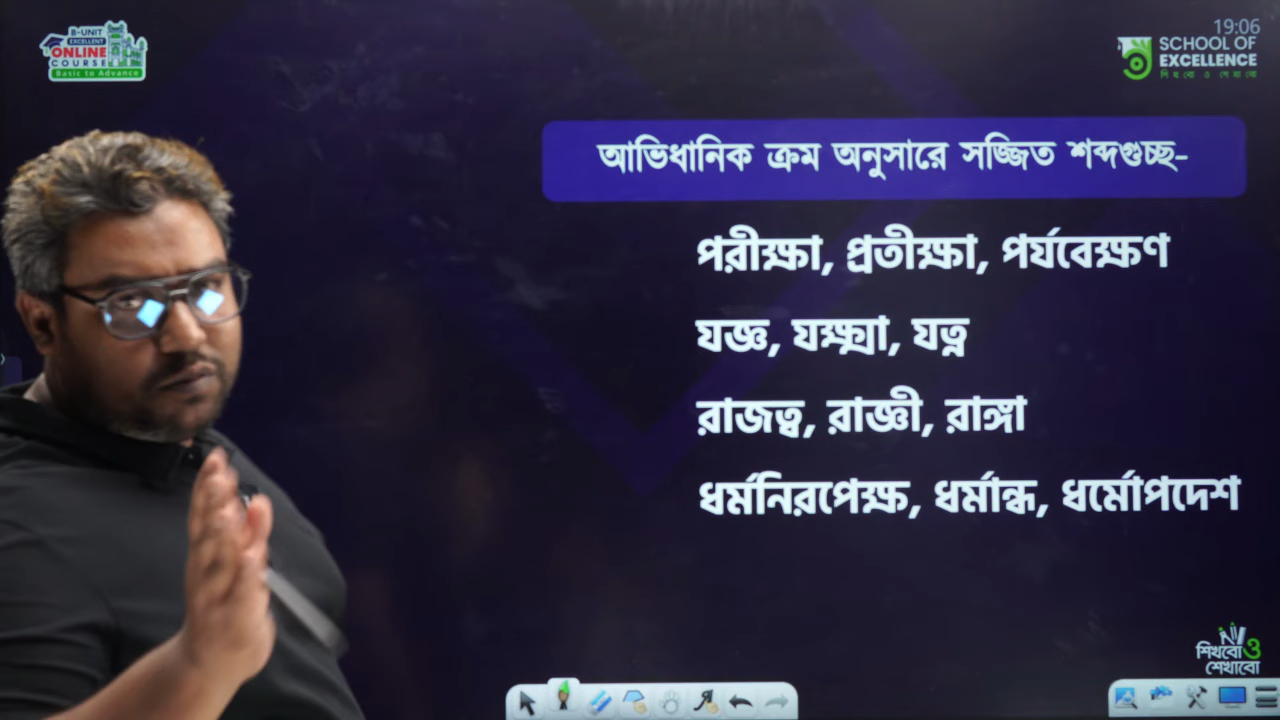 B-UNIT
EXCELLENT
ONLINE
COURSE
Basic to Advance
19:06
SCHOOL OF
EXCELLENCE
শিখবো ও শেখাবো
আভিধানিক ক্রম অনুসারে সজ্জিত শব্দগুচ্ছ-
পরীক্ষা, প্রতীক্ষা, পর্যবেক্ষণ
যজ্ঞ, যক্ষ্মা, যত্ন
রাজত্ব, রাজ্ঞী, রাঙ্গা
ধর্মনিরপেক্ষ, ধর্মান্ধ, ধর্মোপদেশ
শিখবো ও
শেখাবো